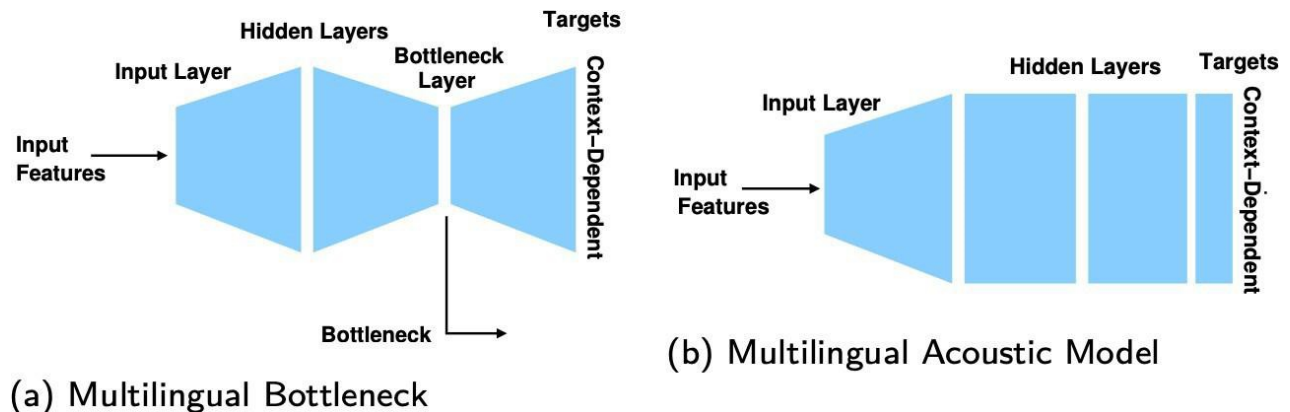 Targets
Hidden Layers
Bottleneck
Layer
Input Layer
Input
Features
Context-Dependent
Bottleneck
(a) Multilingual Bottleneck
Targets
Hidden Layers
Input Layer
Input
Features
Context-Dependent
(b) Multilingual Acoustic Model